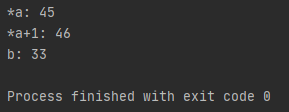 *a: 45
*a+1: 46
b: 33
Process finished with exit code 0